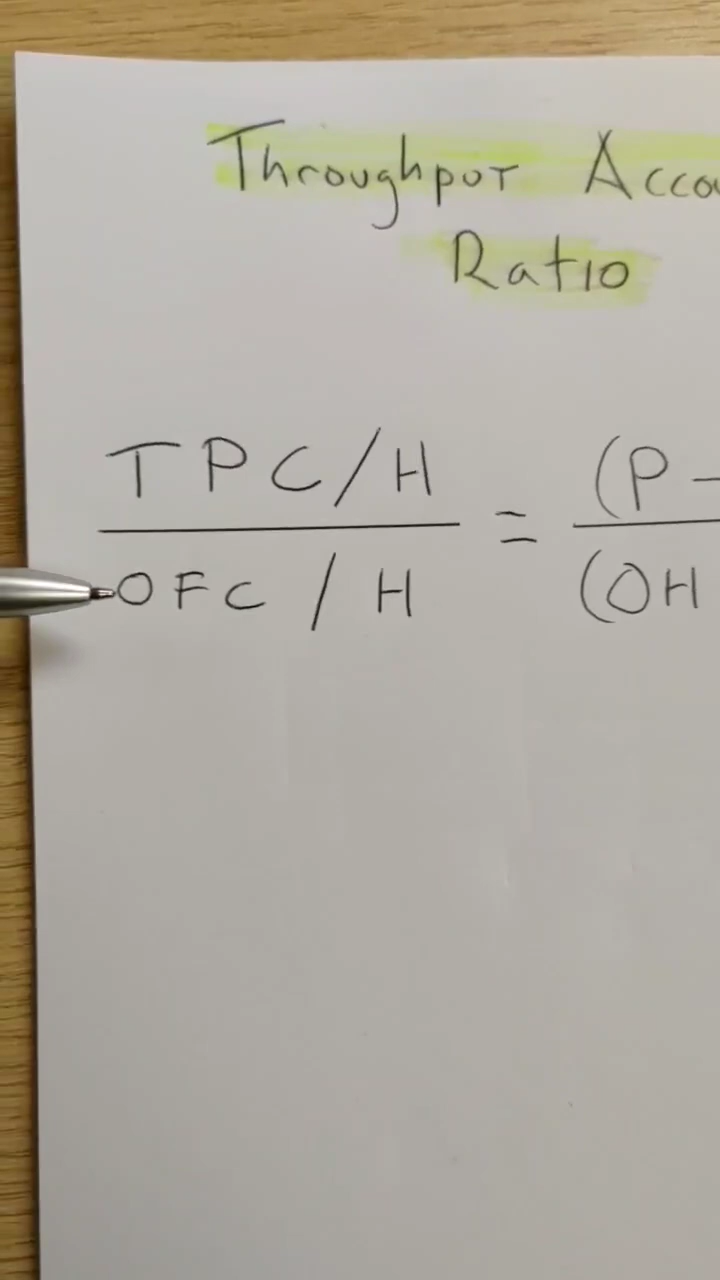 Throughput
Ratio
TPC/H = (P -
OFC / H (OH